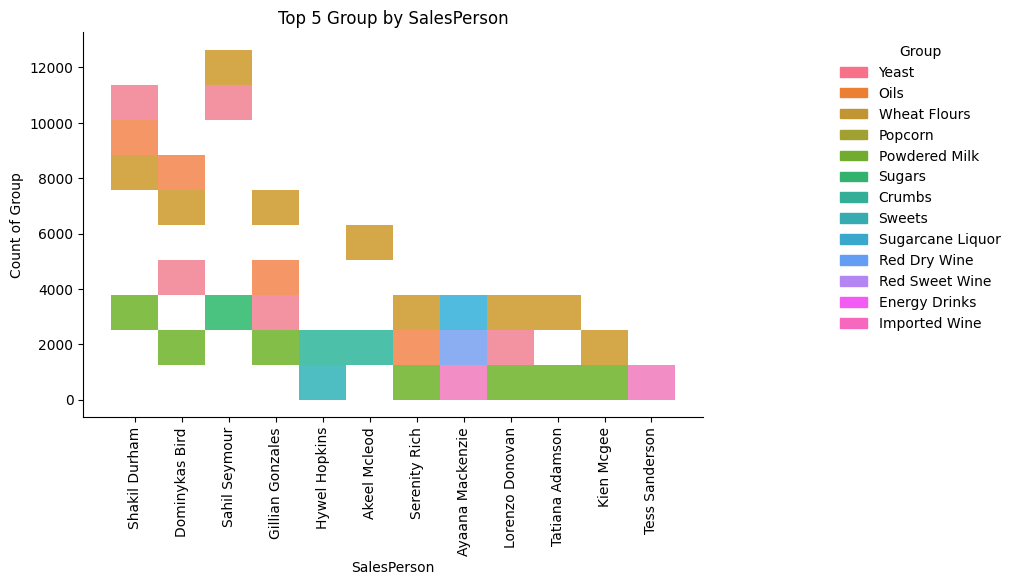 Top 5 Group by SalesPerson
Count of Group
12000
10000
8000
6000
4000
2000
0
Shakil Durham
Dominykas Bird
Sahil Seymour
Gillian Gonzales
Hywel Hopkins
Akeel Mcleod
Serenity Rich
Ayaana Mackenzie
Lorenzo Donovan
Tatiana Adamson
Kien Mcgee
Tess Sanderson
SalesPerson
Group
Yeast
Oils
Wheat Flours
Popcorn
Powdered Milk
Sugars
Crumbs
Sweets
Sugarcane Liquor
Red Dry Wine
Red Sweet Wine
Energy Drinks
Imported Wine